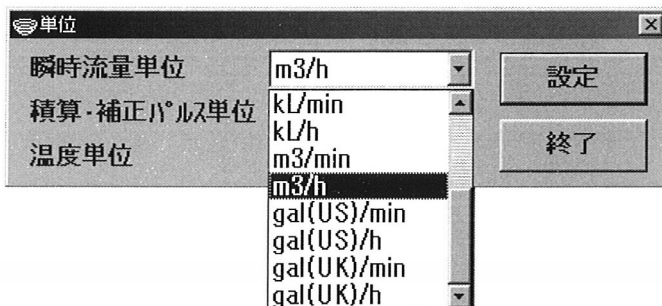 単位
瞬時流量単位
m3/h
設定
積算・補正パルス単位
kL/min
kL/h
終了
温度単位
m3/min
m3/h
gal(US)/min
gal(US)/h
gal(UK)/min
gal(UK)/h